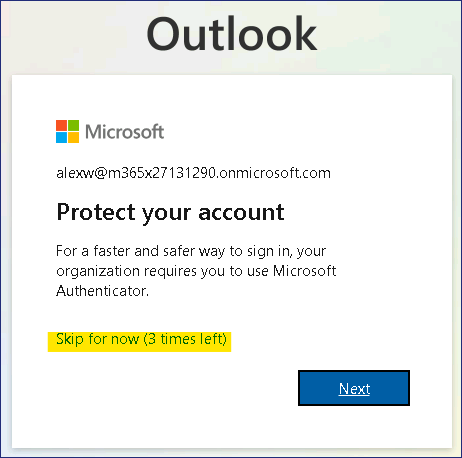 Outlook
Microsoft
alexw@m365x27131290.onmicrosoft.com
Protect your account
For a faster and safer way to sign in, your
organization requires you to use Microsoft
Authenticator.
Skip for now (3 times left)
Next